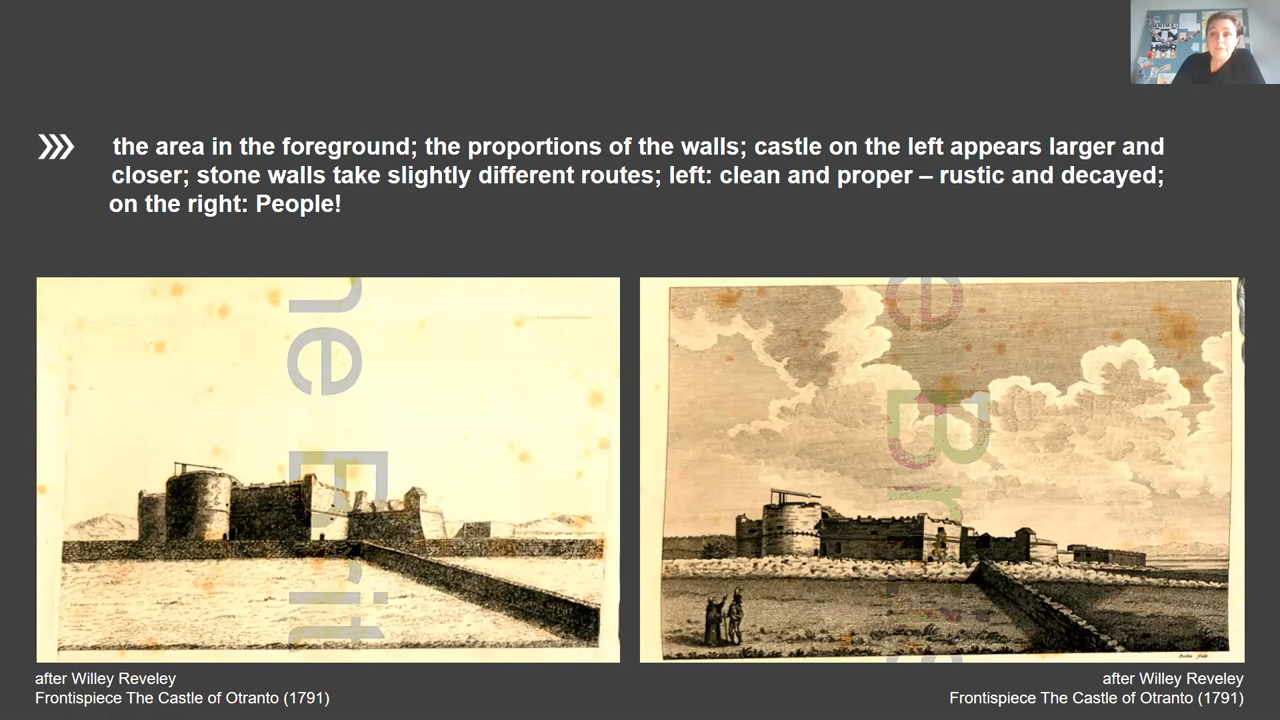 the area in the foreground; the proportions of the walls; castle on the left appears larger and
closer; stone walls take slightly different routes; left: clean and proper – rustic and decayed;
on the right: People!
after Willey Reveley
Frontispiece The Castle of Otranto (1791)
after Willey Reveley
Frontispiece The Castle of Otranto (1791)